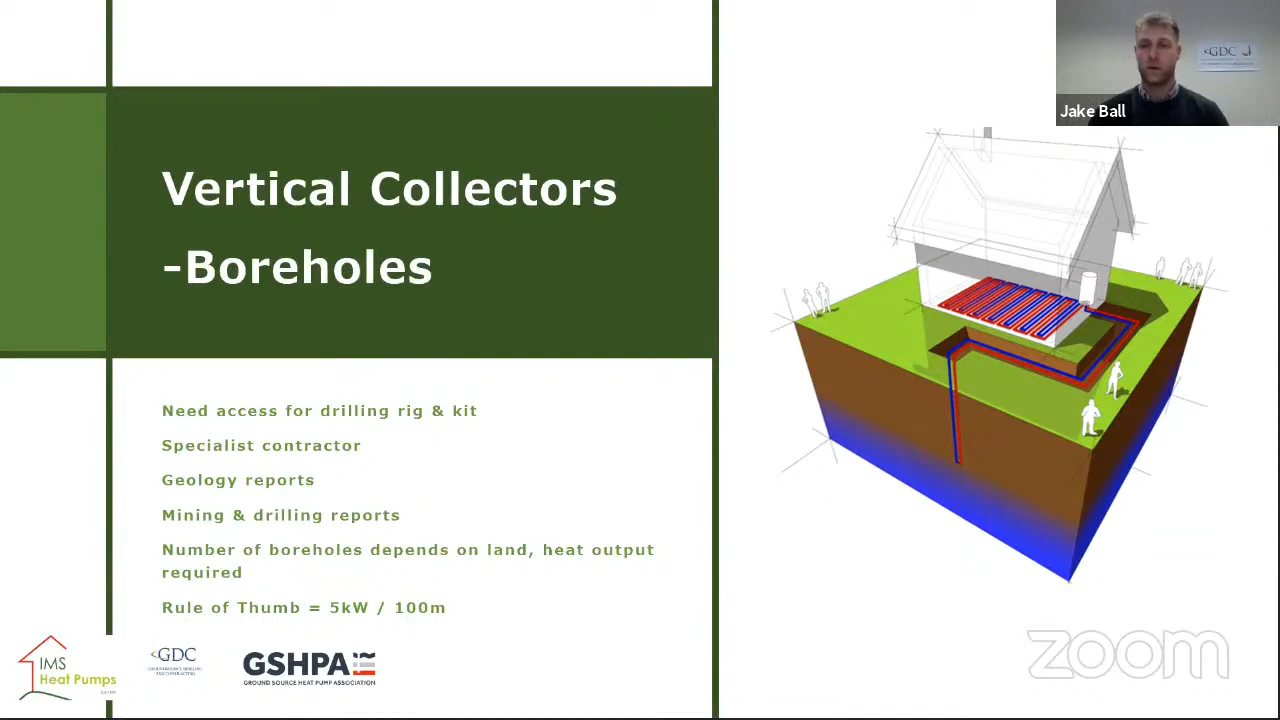 GDC
Jake Ball
Vertical Collectors
-Boreholes
Need access for drilling rig & kit
Specialist contractor
Geology reports
Mining & drilling reports
Number of boreholes depends on land, heat output
required
Rule of Thumb = 5kW / 100m
IMS
Heat Pumps
GDC
GSHPA
GROUND SOURCE HEAT PUMP ASSOCIATION
zoom